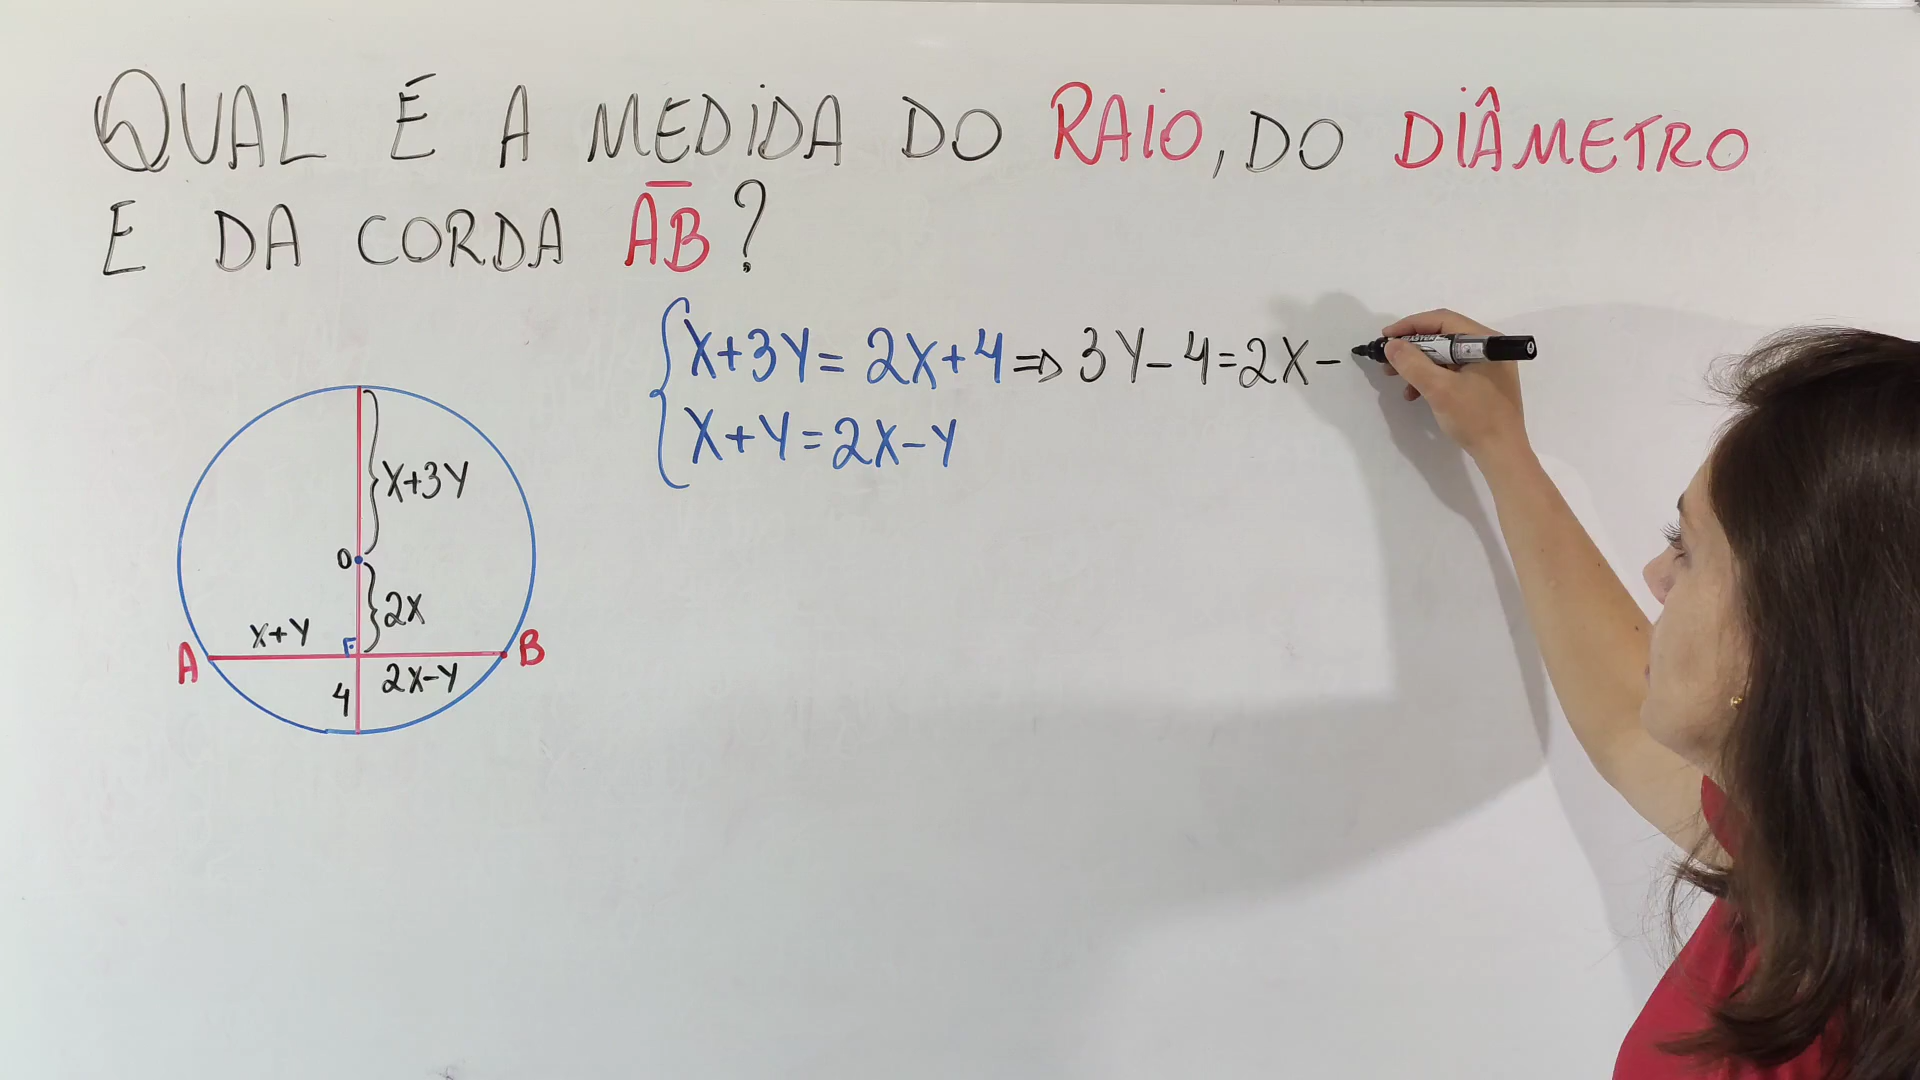 QUAL É A MEDIDA DO RAIO, DO DIÂMETRO
E DA CORDA A̅B̅?
X+3Y=2X+4⇒3Y-4=2X-
X+Y=2X-Y
X+3Y
O
2X
X+Y
A
B
2X-Y
4